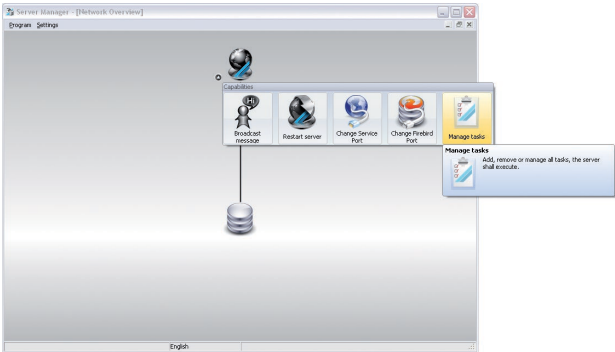 Server Manager - [Network Overview]
Program Settings
Capabilities
Hi
Broadcast
message
Restart server
Change Service
Port
Change Firebird
Port
Manage tasks
Manage tasks
Add, remove or manage all tasks, the server
shall execute.
English